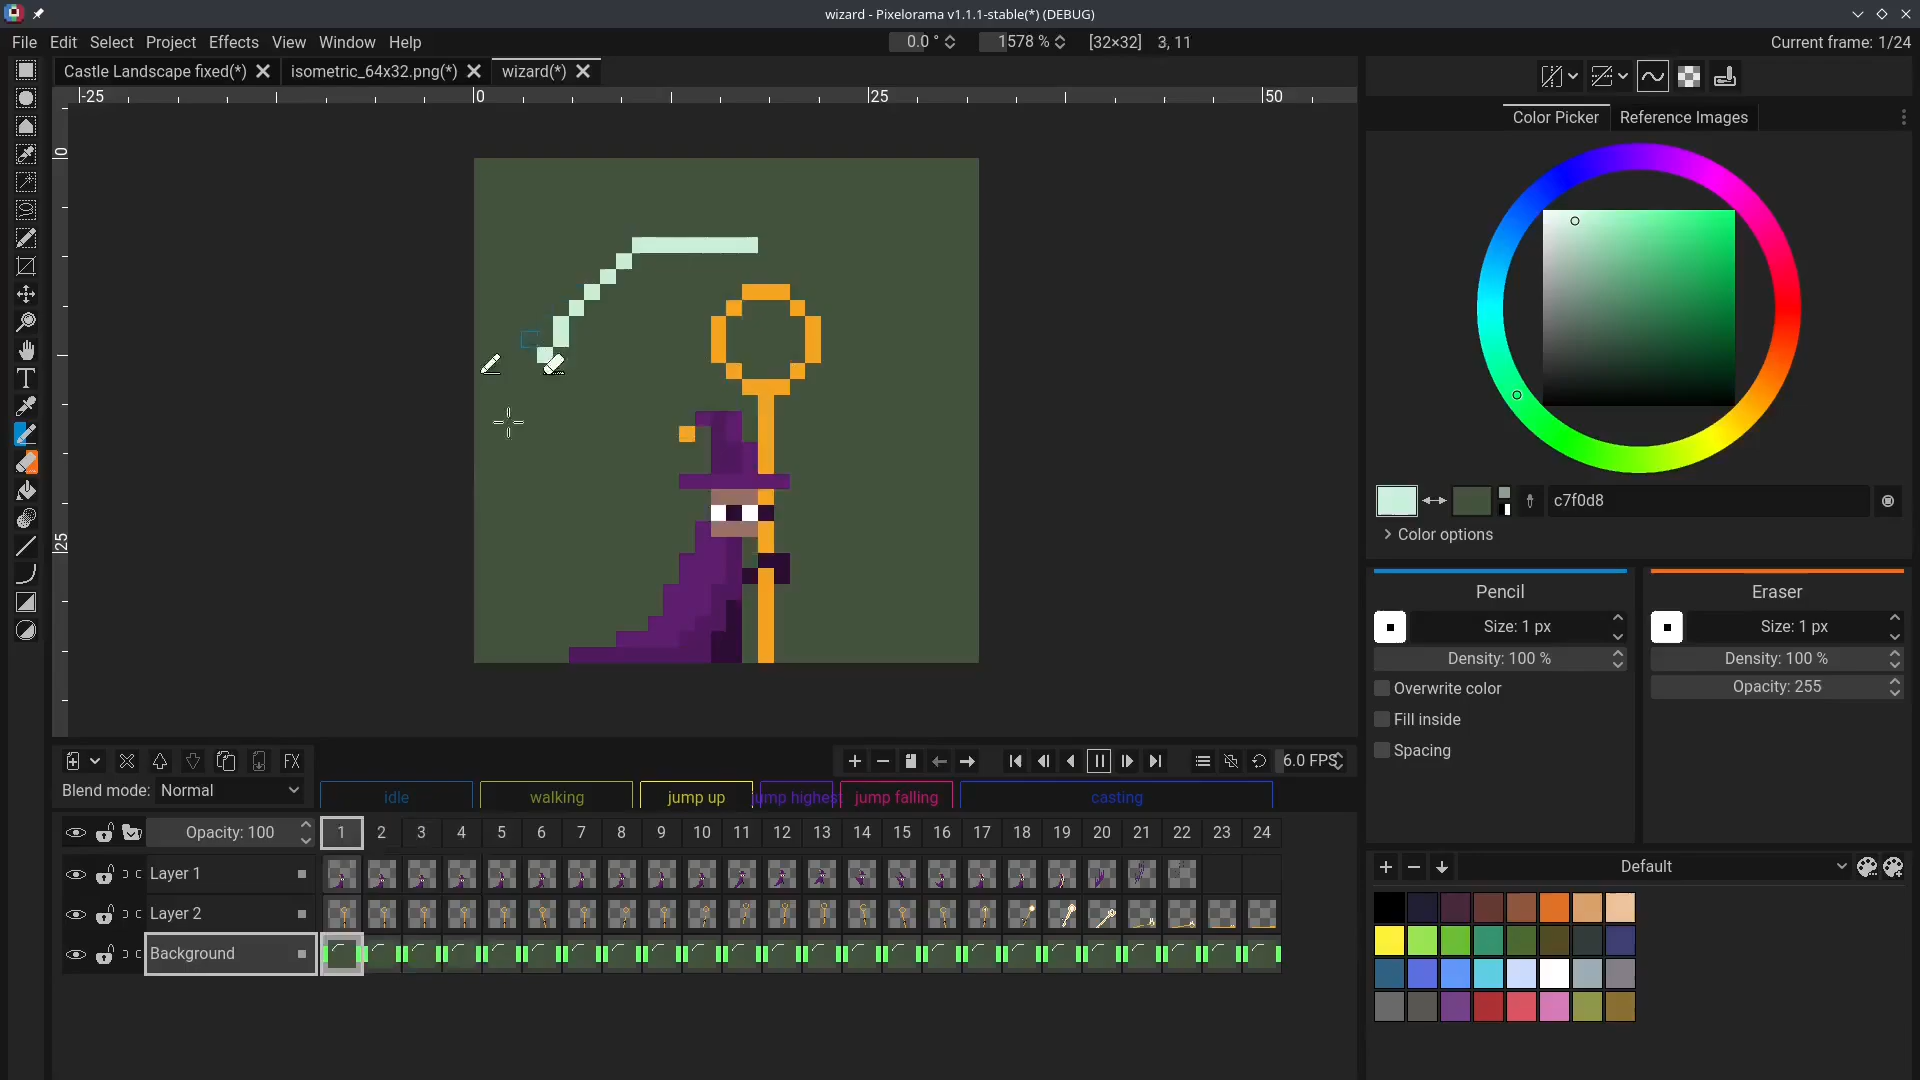 wizard - Pixelorama v1.1.1-stable(*) (DEBUG)
File Edit Select Project Effects View Window Help
0.0 ° 1578 % [32×32] 3, 11
Current frame: 1/24
Castle Landscape fixed(*)
isometric_64x32.png(*)
wizard(*)
-25 0 25 50
0
25
Color Picker
Reference Images
c7f0d8
Color options
Pencil
Size: 1 px
Density: 100 %
Overwrite color
Fill inside
Spacing
Eraser
Size: 1 px
Density: 100 %
Opacity: 255
FX
6.0 FPS
Blend mode: Normal
idle walking jump up jump highest jump falling casting
Opacity: 100
1 2 3 4 5 6 7 8 9 10 11 12 13 14 15 16 17 18 19 20 21 22 23 24
Layer 1
Layer 2
Background
Default